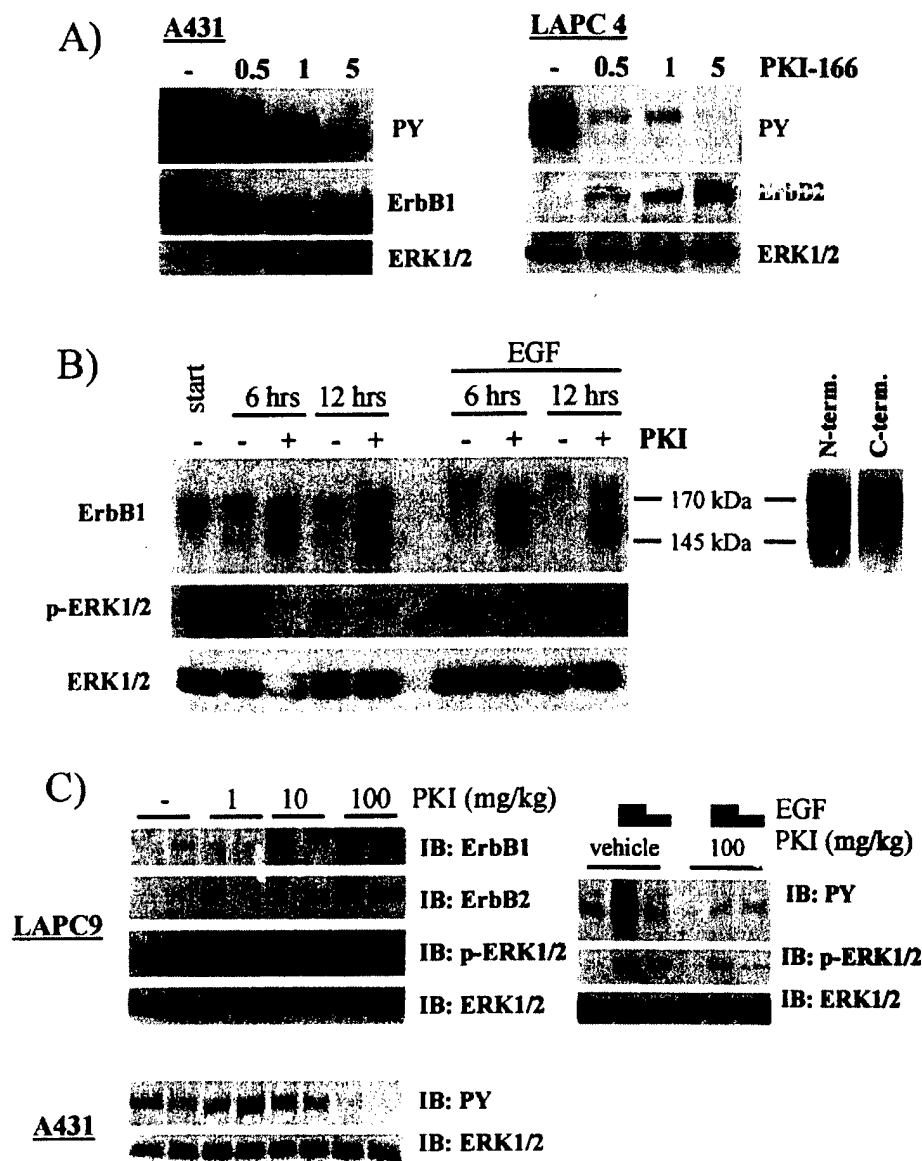 A)
A431
- 0.5 1 5
PY
ErbB1
ERK1/2
LAPC 4
- 0.5 1 5 PKI-166
PY
ErbB2
ERK1/2
B)
start
6 hrs 12 hrs
EGF
6 hrs 12 hrs
- - + - + - + - + PKI
ErbB1
p-ERK1/2
ERK1/2
170 kDa
145 kDa
N-term.
C-term.
C)
- 1 10 100 PKI (mg/kg)
LAPC9
IB: ErbB1
IB: ErbB2
IB: p-ERK1/2
IB: ERK1/2
EGF
vehicle 100 PKI (mg/kg)
IB: PY
IB: p-ERK1/2
IB: ERK1/2
A431
IB: PY
IB: ERK1/2